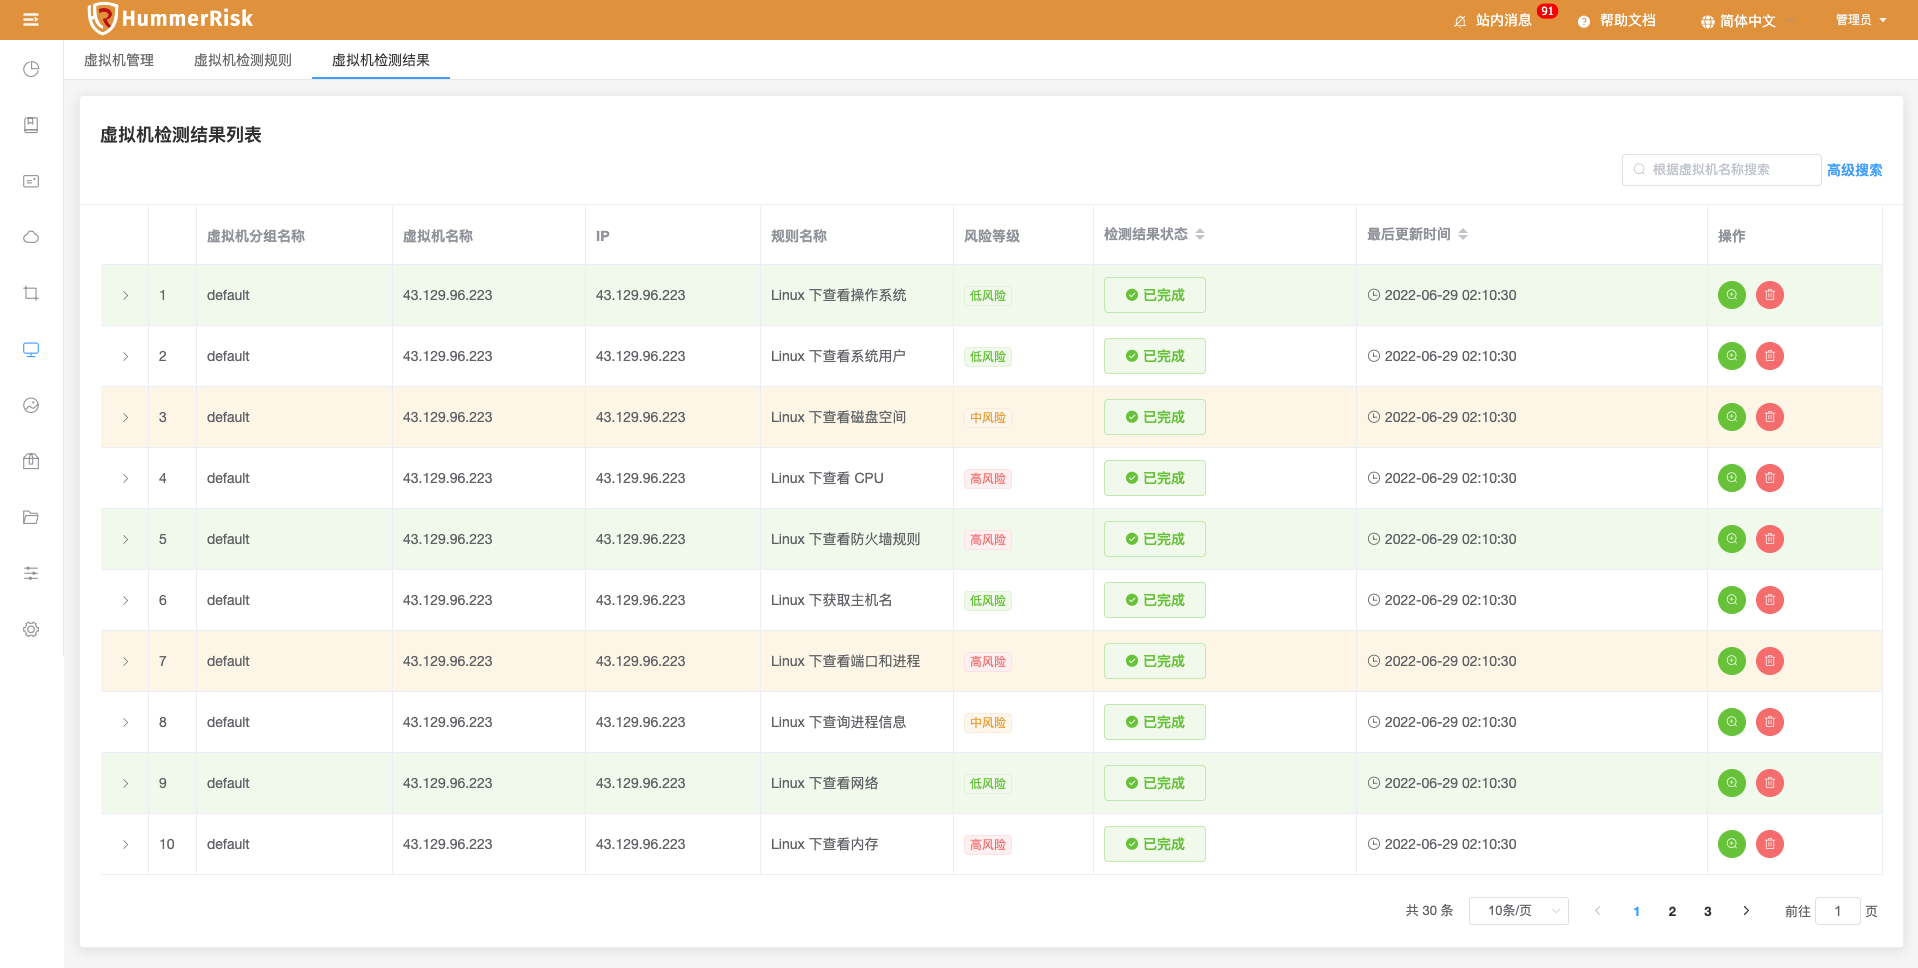 HummerRisk
站内消息 91 帮助文档 简体中文 管理员
虚拟机管理 虚拟机检测规则 虚拟机检测结果
虚拟机检测结果列表
根据虚拟机名称搜索 高级搜索
虚拟机分组名称 虚拟机名称 IP 规则名称 风险等级 检测结果状态 最后更新时间 操作
1 default 43.129.96.223 43.129.96.223 Linux 下查看操作系统 低风险 已完成 2022-06-29 02:10:30
2 default 43.129.96.223 43.129.96.223 Linux 下查看系统用户 低风险 已完成 2022-06-29 02:10:30
3 default 43.129.96.223 43.129.96.223 Linux 下查看磁盘空间 中风险 已完成 2022-06-29 02:10:30
4 default 43.129.96.223 43.129.96.223 Linux 下查看 CPU 高风险 已完成 2022-06-29 02:10:30
5 default 43.129.96.223 43.129.96.223 Linux 下查看防火墙规则 高风险 已完成 2022-06-29 02:10:30
6 default 43.129.96.223 43.129.96.223 Linux 下获取主机名 低风险 已完成 2022-06-29 02:10:30
7 default 43.129.96.223 43.129.96.223 Linux 下查看端口和进程 高风险 已完成 2022-06-29 02:10:30
8 default 43.129.96.223 43.129.96.223 Linux 下查询进程信息 中风险 已完成 2022-06-29 02:10:30
9 default 43.129.96.223 43.129.96.223 Linux 下查看网络 低风险 已完成 2022-06-29 02:10:30
10 default 43.129.96.223 43.129.96.223 Linux 下查看内存 高风险 已完成 2022-06-29 02:10:30
共 30 条 10条/页 1 2 3 前往 1 页